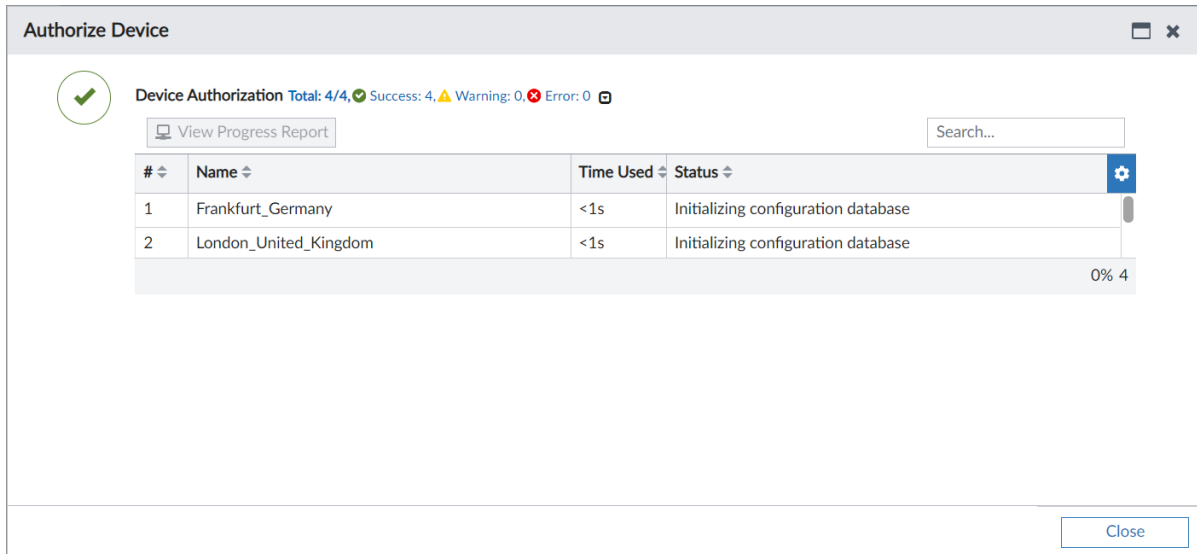 Authorize Device
Device Authorization Total: 4/4, Success: 4, Warning: 0, Error: 0
View Progress Report
Search...
# Name Time Used Status
1 Frankfurt_Germany <1s Initializing configuration database
2 London_United_Kingdom <1s Initializing configuration database
0% 4
Close